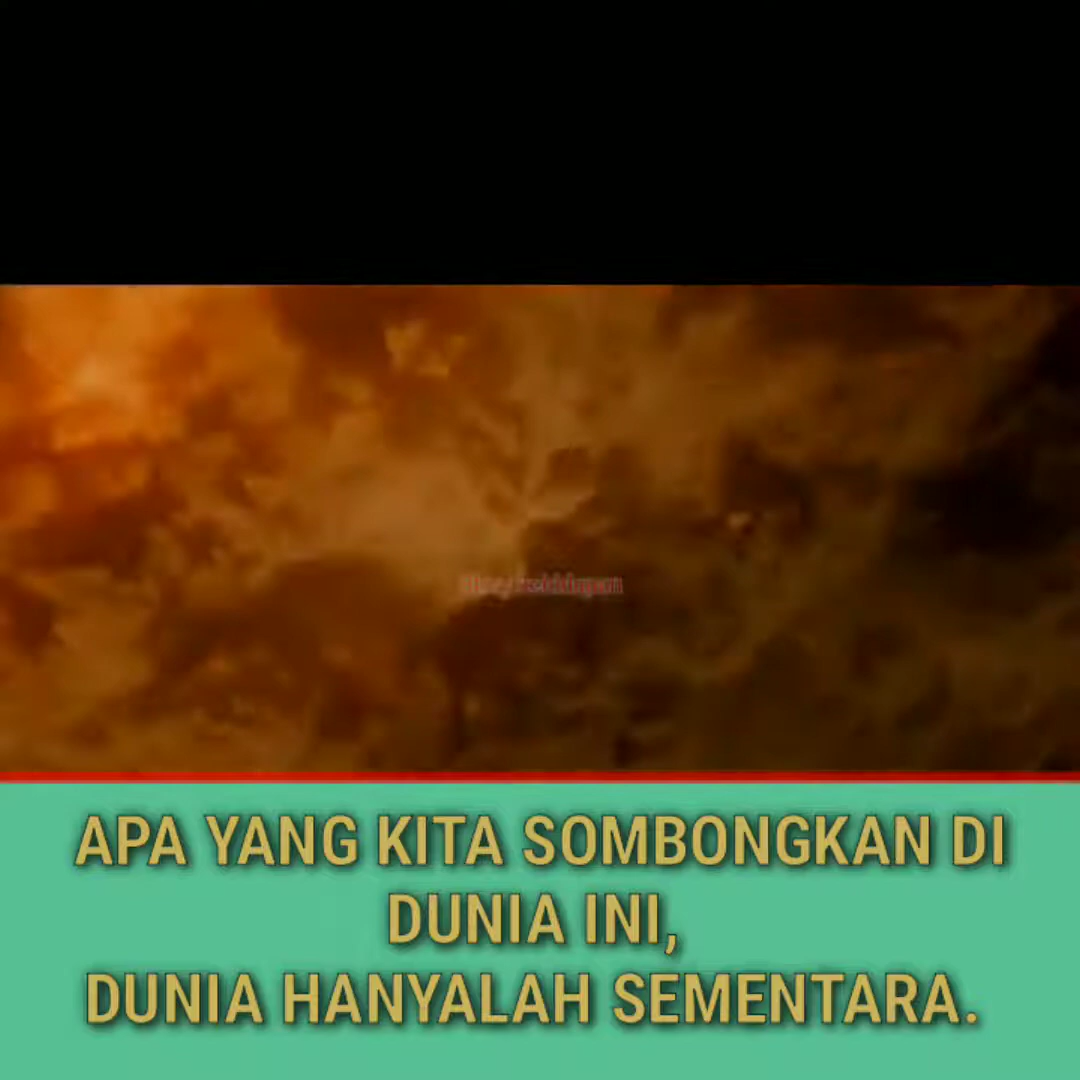 APA YANG KITA SOMBONGKAN DI
DUNIA INI,
DUNIA HANYALAH SEMENTARA.